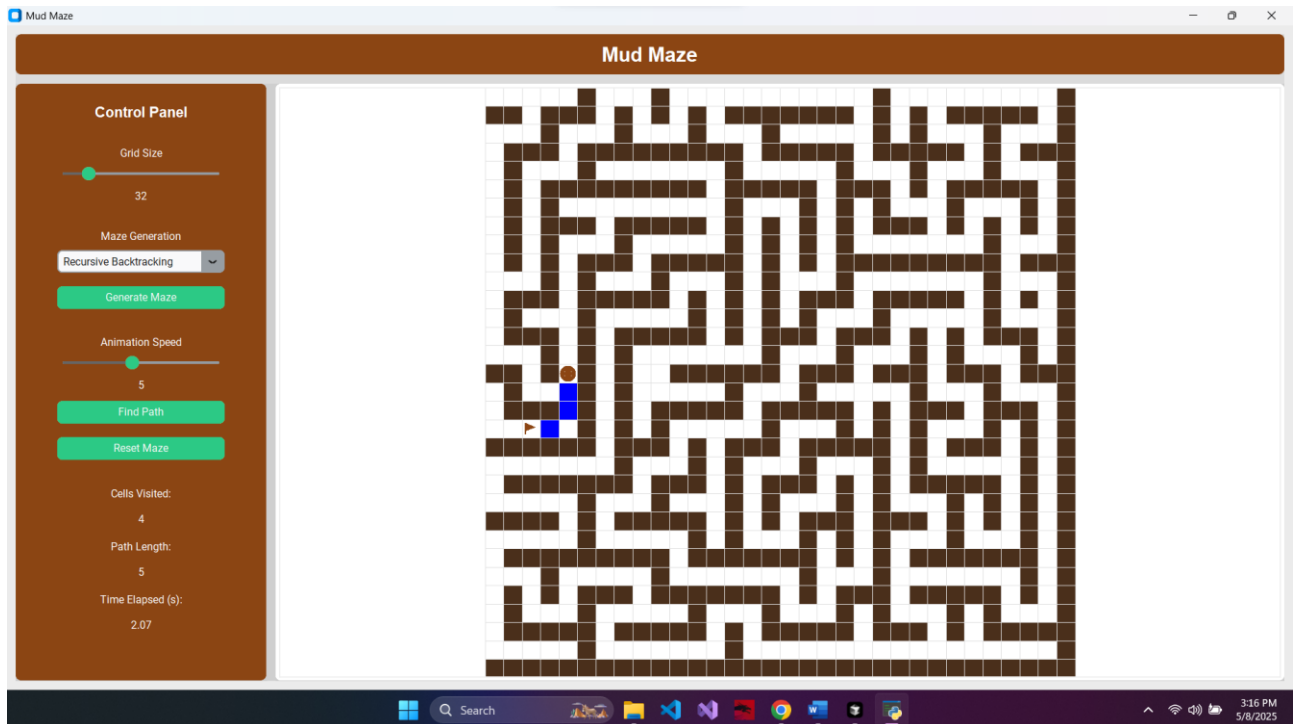 Mud Maze
Mud Maze
Control Panel
Grid Size
32
Maze Generation
Recursive Backtracking
Generate Maze
Animation Speed
5
Find Path
Reset Maze
Cells Visited:
4
Path Length:
5
Time Elapsed (s):
2.07
Search
3:16 PM
5/8/2025